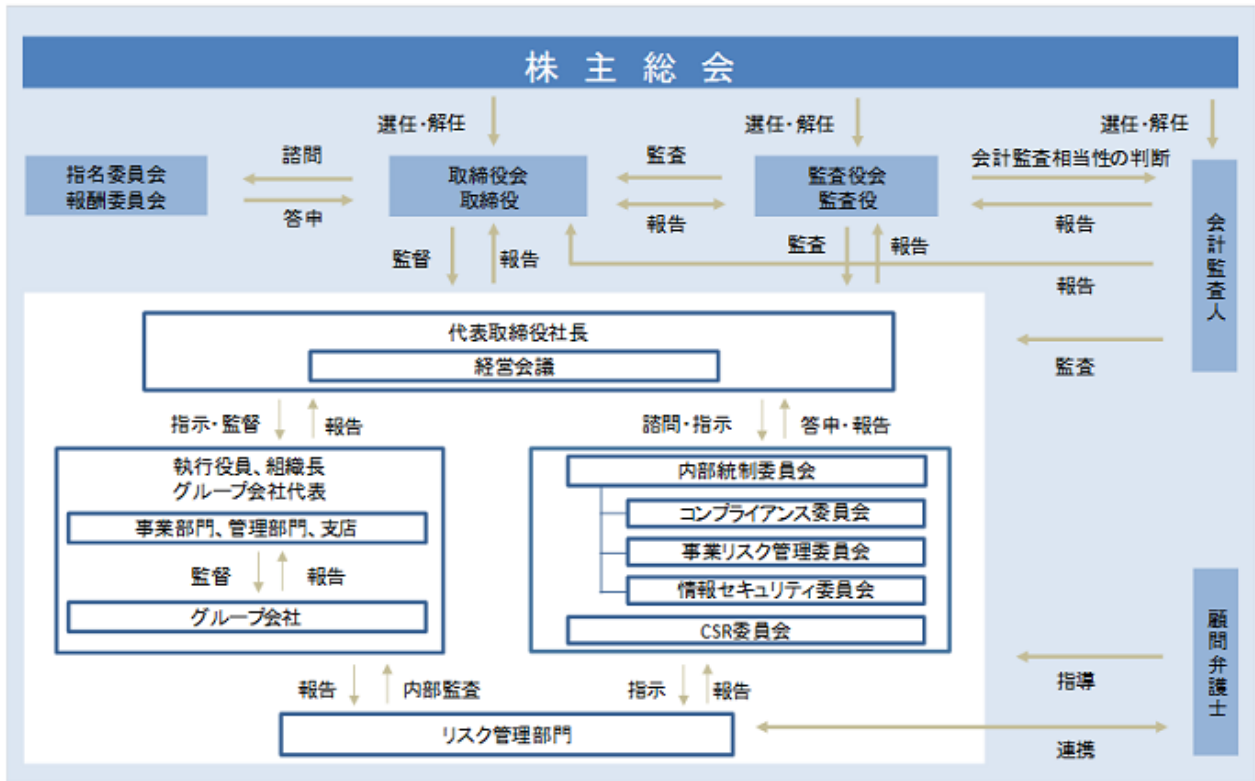 株主総会
選任・解任
選任・解任
選任・解任
指名委員会
報酬委員会
諮問
答申
取締役会
取締役
監査
報告
監査役会
監査役
会計監査相当性の判断
報告
会計監査人
監督
報告
監査
報告
報告
代表取締役社長
経営会議
監査
指示・監督
報告
諮問・指示
答申・報告
執行役員、組織長
グループ会社代表
事業部門、管理部門、支店
監督
報告
グループ会社
内部統制委員会
コンプライアンス委員会
事業リスク管理委員会
情報セキュリティ委員会
CSR委員会
顧問弁護士
指導
報告
内部監査
指示
報告
リスク管理部門
連携